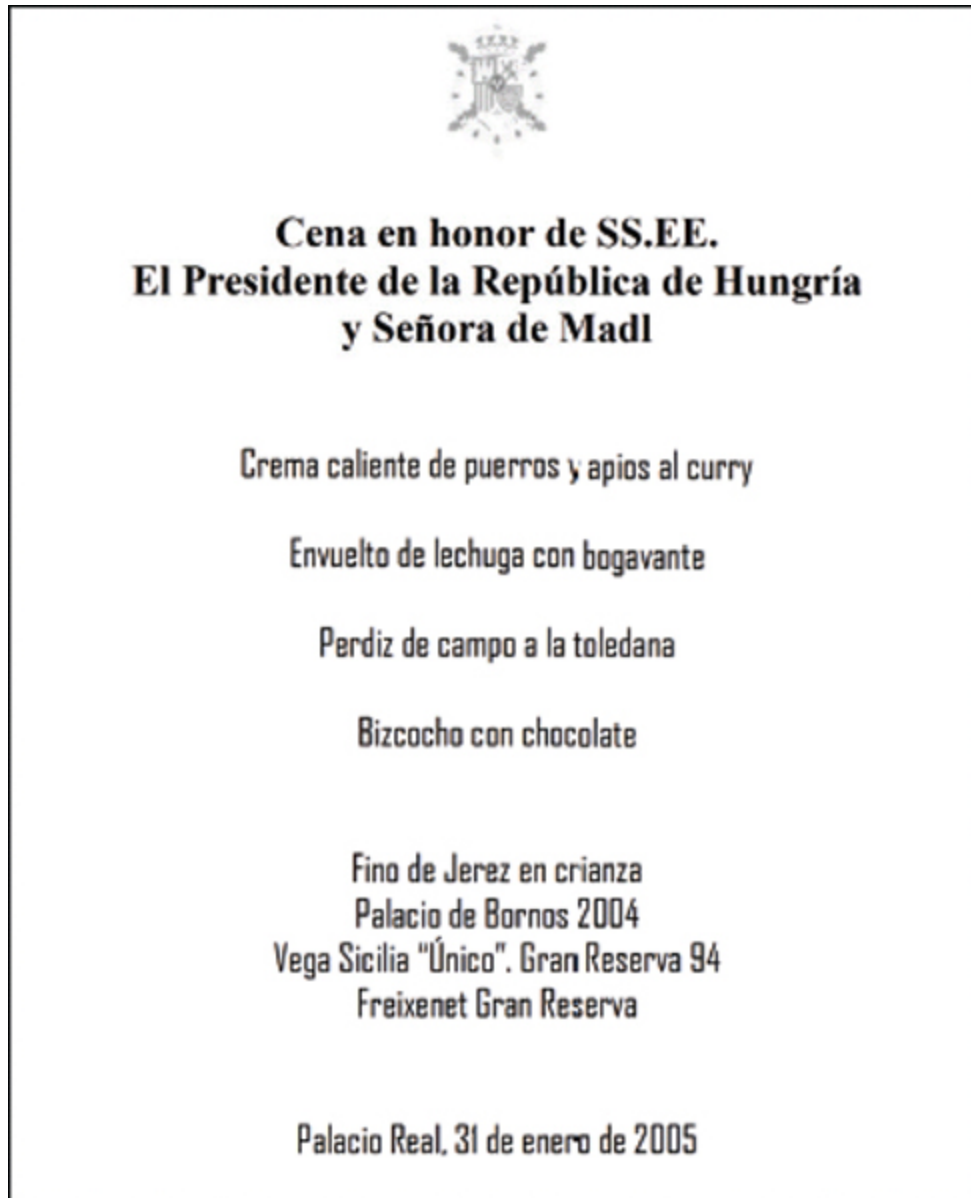 Cena en honor de SS.EE.
El Presidente de la República de Hungría
y Señora de Madl
Crema caliente de puerros y apios al curry
Envuelto de lechuga con bogavante
Perdiz de campo a la toledana
Bizcocho con chocolate
Fino de Jerez en crianza
Palacio de Bornos 2004
Vega Sicilia "Único". Gran Reserva 94
Freixenet Gran Reserva
Palacio Real, 31 de enero de 2005